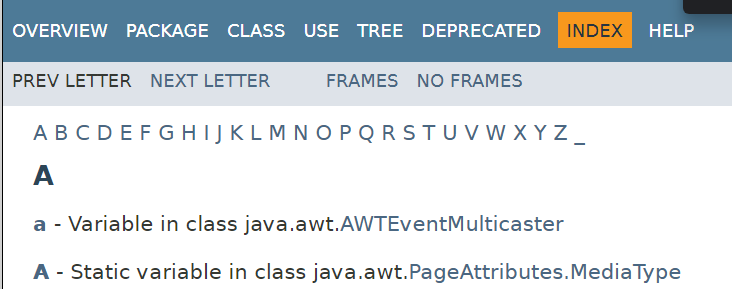 OVERVIEW PACKAGE CLASS USE TREE DEPRECATED INDEX HELP
PREV LETTER NEXT LETTER FRAMES NO FRAMES
A B C D E F G H I J K L M N O P Q R S T U V W X Y Z _
A
a - Variable in class java.awt.AWTEventMulticaster
A - Static variable in class java.awt.PageAttributes.MediaType